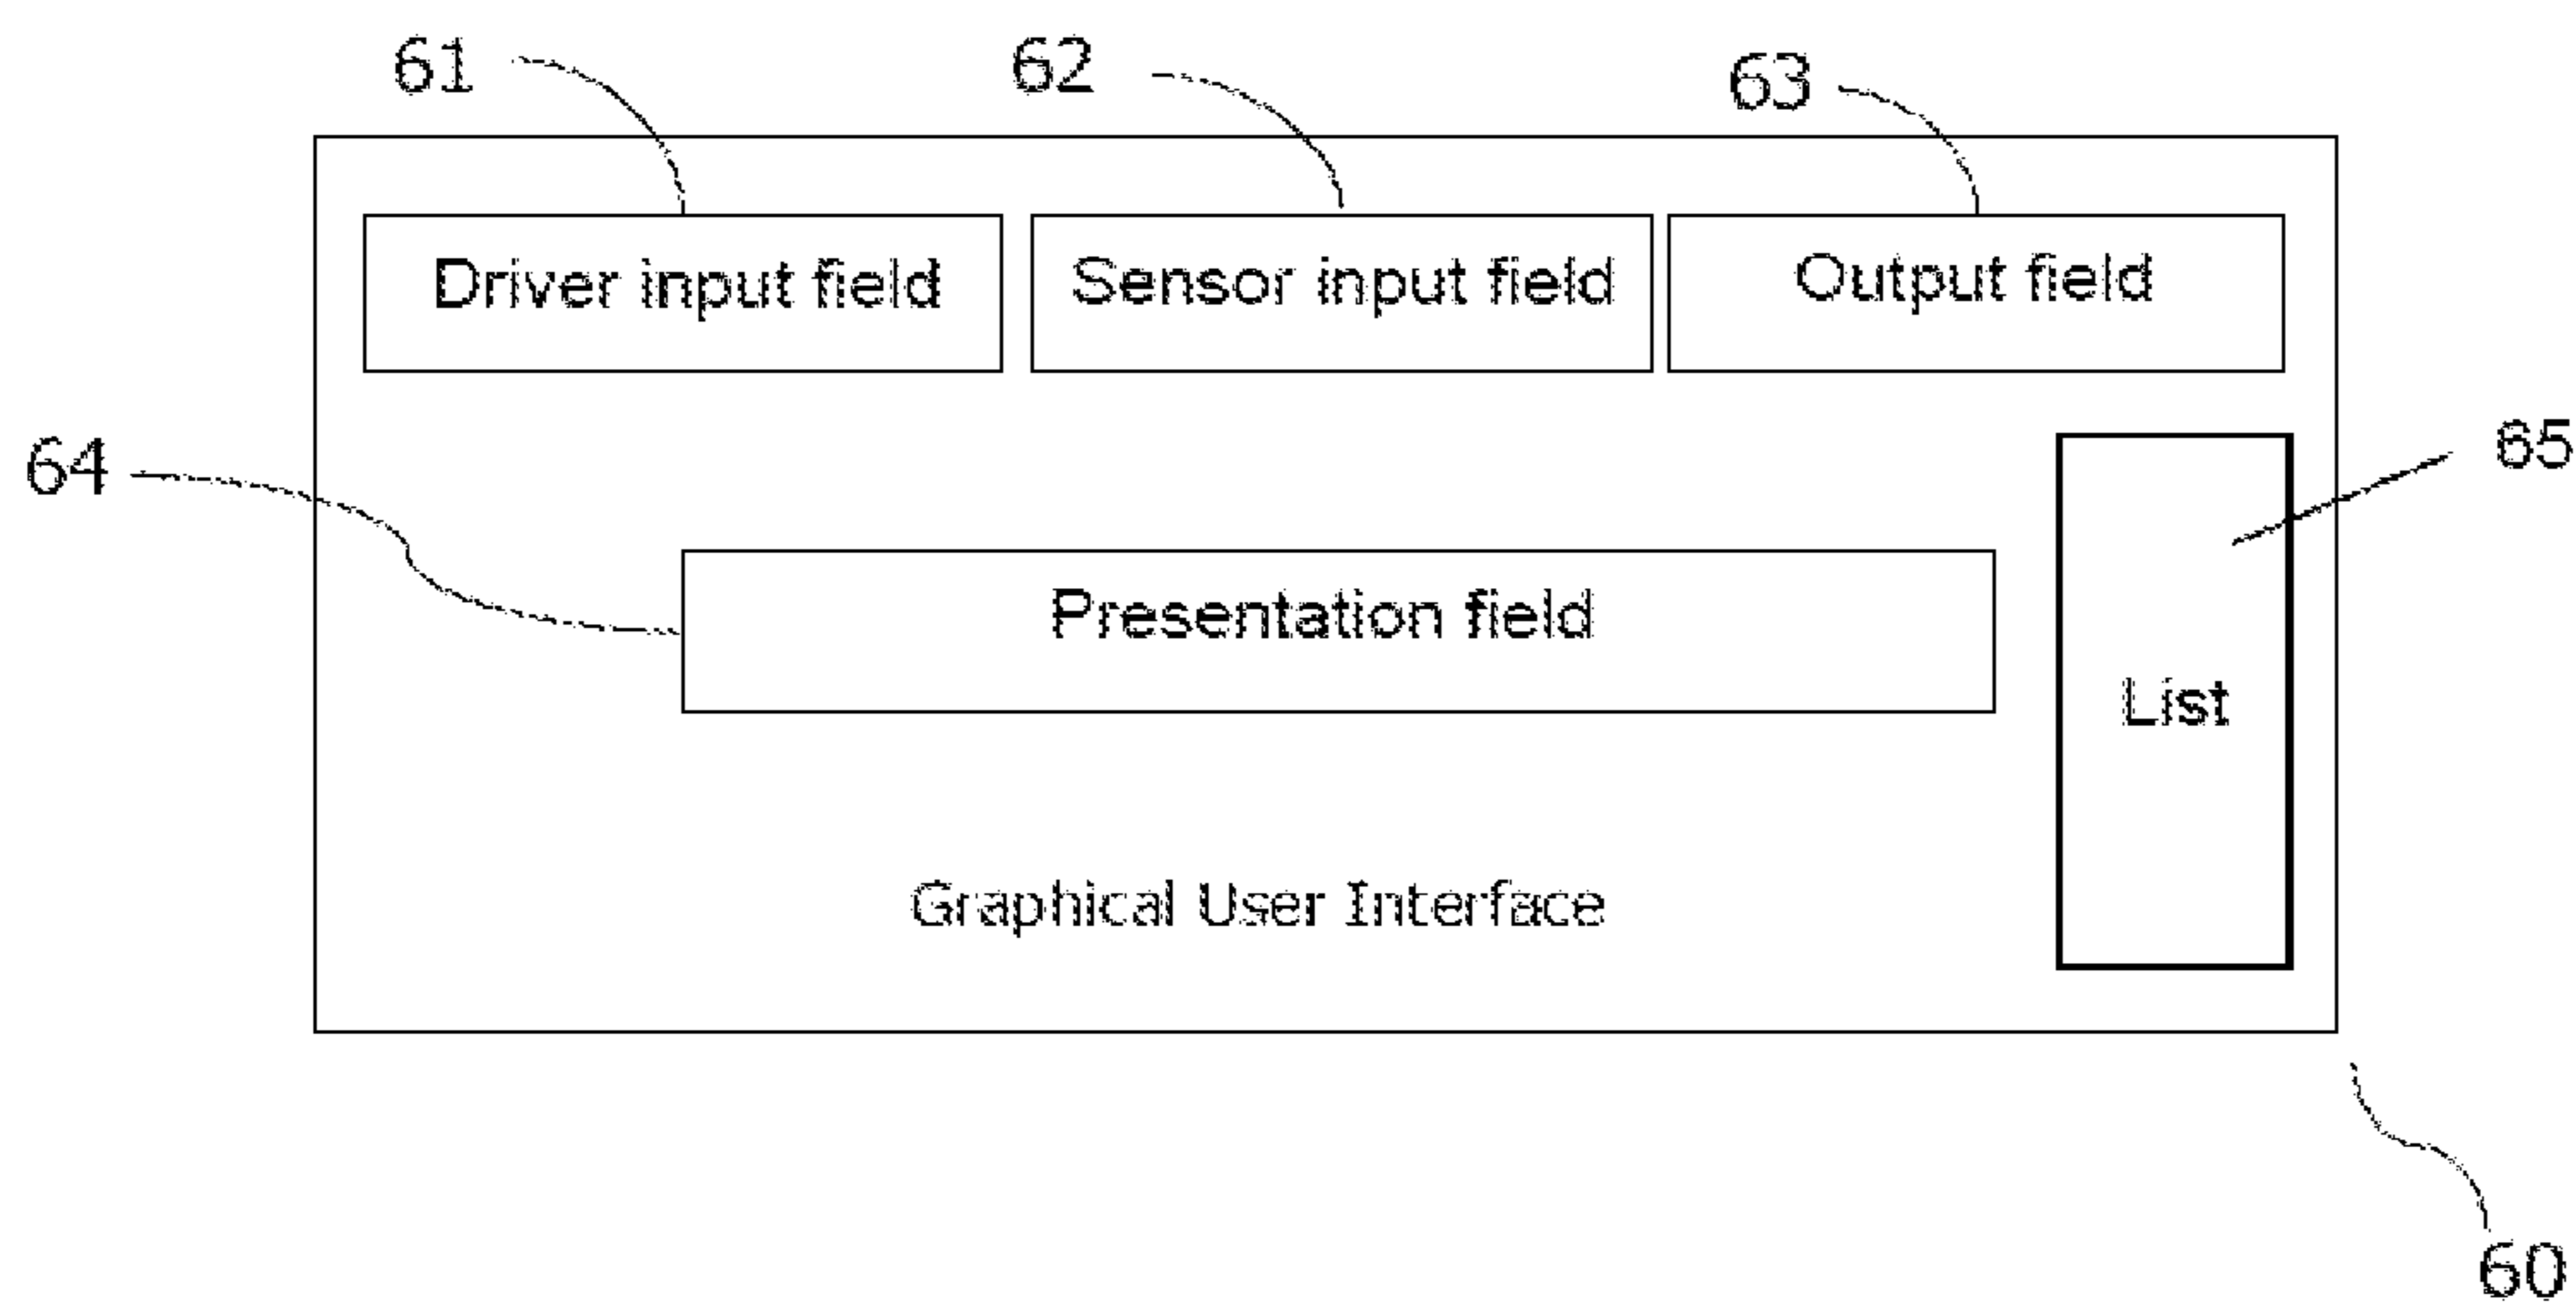 61
62
63
Driver input field
Sensor input field
Output field
64
65
Presentation field
List
Graphical User Interface
60